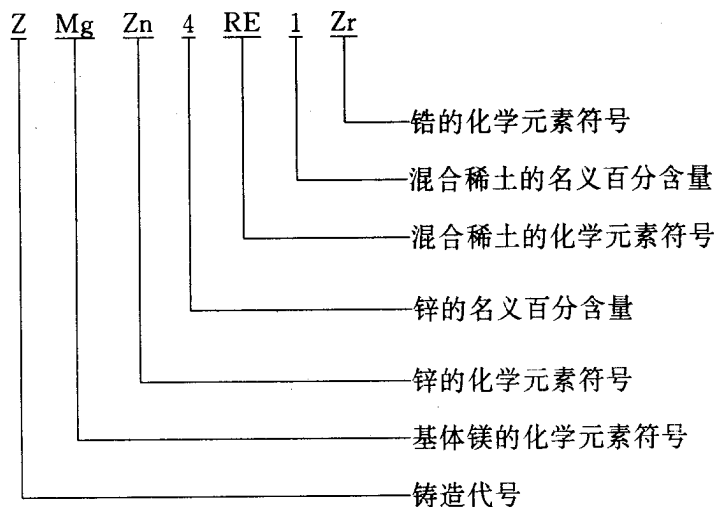 Z Mg Zn 4 RE 1 Zr
锆的化学元素符号
混合稀土的名义百分含量
混合稀土的化学元素符号
锌的名义百分含量
锌的化学元素符号
基体镁的化学元素符号
铸造代号